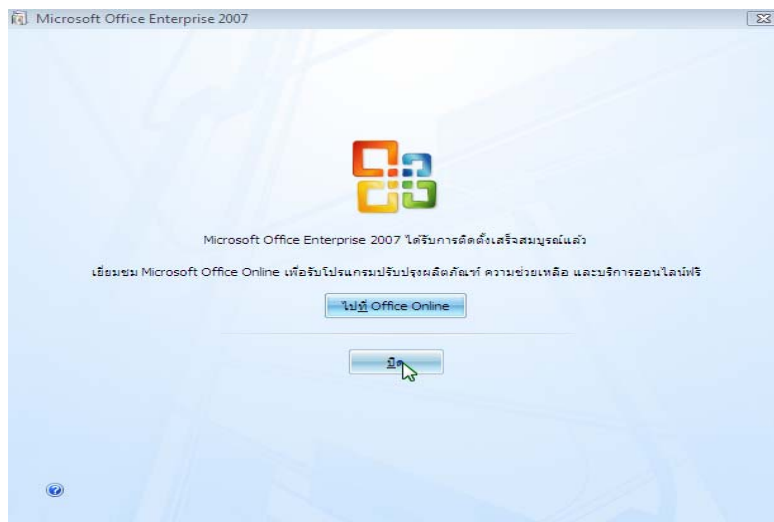 Microsoft Office Enterprise 2007
Microsoft Office Enterprise 2007 ได้รับการติดตั้งเสร็จสมบูรณ์แล้ว
เยี่ยมชม Microsoft Office Online เพื่อรับโปรแกรมปรับปรุงผลิตภัณฑ์ ความช่วยเหลือ และบริการออนไลน์ฟรี
ไปที่ Office Online
ปิด